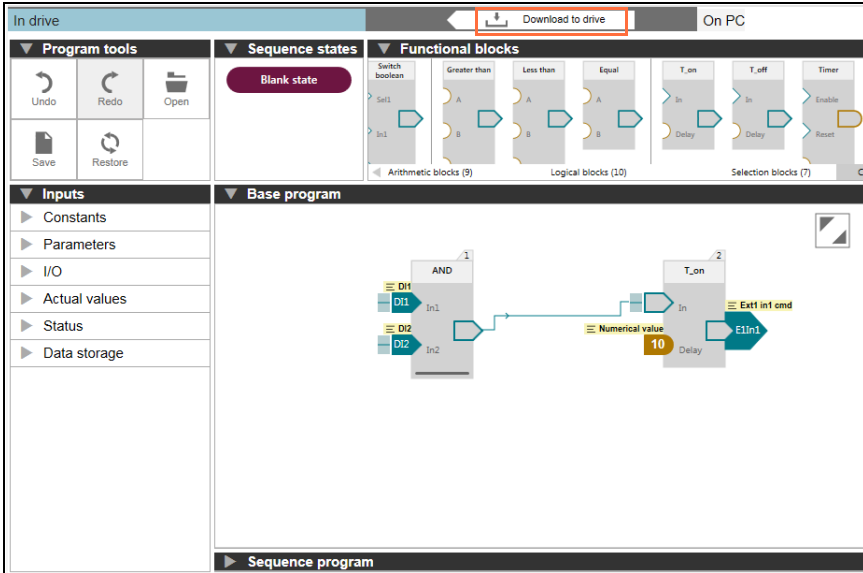 In drive
Download to drive
On PC
Program tools
Sequence states
Functional blocks
Undo
Redo
Open
Save
Restore
Blank state
Switch
boolean
Sel1
In1
Greater than
A
B
Less than
A
B
Equal
A
B
T_on
In
Delay
T_off
In
Delay
Timer
Enable
Reset
Arithmetic blocks (9)
Logical blocks (10)
Selection blocks (7)
Inputs
Constants
Parameters
I/O
Actual values
Status
Data storage
Base program
1
AND
DI1
DI1
In1
DI2
DI2
In2
2
T_on
In
Ext1 in1 cmd
Numerical value
E1In1
10
Delay
Sequence program